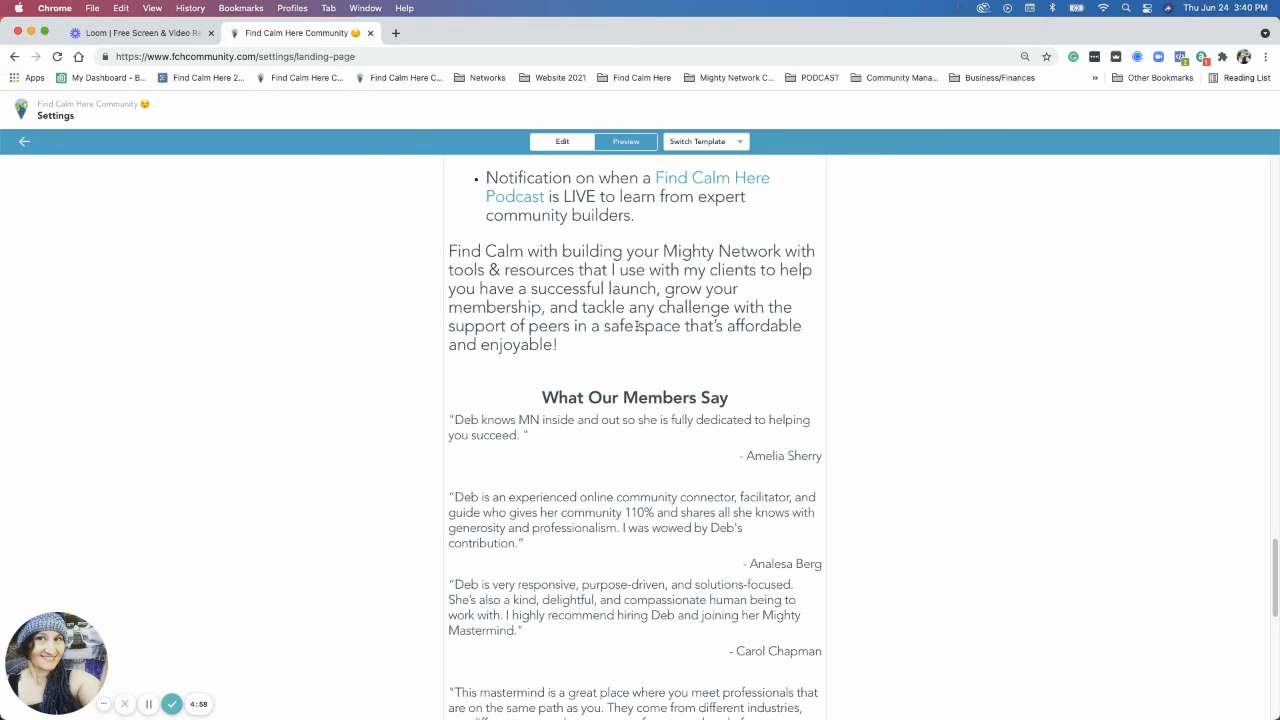 Chrome File Edit View History Bookmarks Profiles Tab Window Help Thu Jun 24 3:40 PM
Loom | Free Screen & Video Re
Find Calm Here Community
https://www.fchcommunity.com/settings/landing-page
Apps My Dashboard - B... Find Calm Here 2... Find Calm Here C... Find Calm Here C... Networks Website 2021 Find Calm Here Mighty Network C... PODCAST Community Mana... Business/Finances » Other Bookmarks Reading List
Find Calm Here Community
Settings
Edit Preview Switch Template
• Notification on when a Find Calm Here
Podcast is LIVE to learn from expert
community builders.
Find Calm with building your Mighty Network with
tools & resources that I use with my clients to help
you have a successful launch, grow your
membership, and tackle any challenge with the
support of peers in a safe space that's affordable
and enjoyable!
What Our Members Say
"Deb knows MN inside and out so she is fully dedicated to helping
you succeed. "
- Amelia Sherry
“Deb is an experienced online community connector, facilitator, and
guide who gives her community 110% and shares all she knows with
generosity and professionalism. I was wowed by Deb's
contribution.”
- Analesa Berg
“Deb is very responsive, purpose-driven, and solutions-focused.
She’s also a kind, delightful, and compassionate human being to
work with. I highly recommend hiring Deb and joining her Mighty
Mastermind."
- Carol Chapman
"This mastermind is a great place where you meet professionals that
are on the same path as you. They come from different industries,
4:58